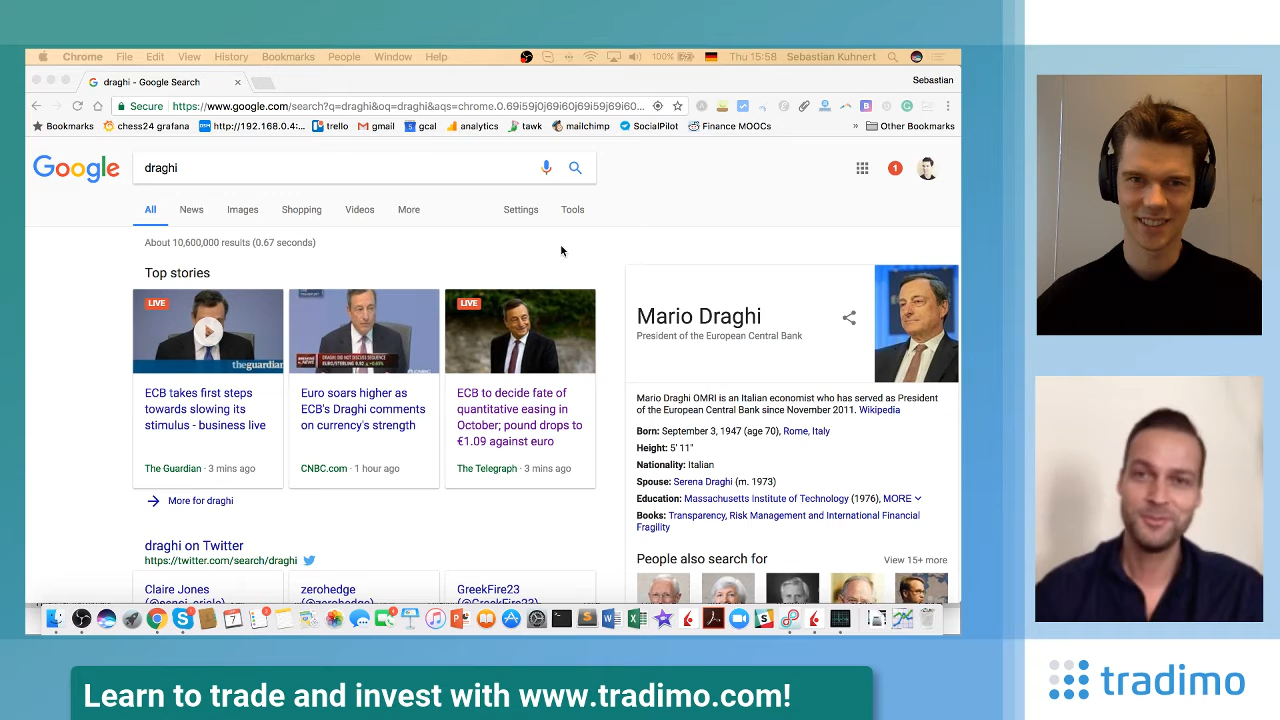 Chrome File Edit View History Bookmarks People Window Help 100% Thu 15:58 Sebastian Kuhnert
draghi - Google Search Sebastian
Secure https://www.google.com/search?q=draghi&oq=draghi&aqs=chrome.0.69i59j0j69i60j69i59j69i60...
Bookmarks chess24 grafana http://192.168.0.4:... trello gmail gcal analytics tawk mailchimp SocialPilot Finance MOOCs » Other Bookmarks
Google draghi 1
All News Images Shopping Videos More Settings Tools
About 10,600,000 results (0.67 seconds)
Top stories
LIVE
LIVE
theguardian
BREAKING NEWS DRAGHI DID NOT DISCUSS SEQUENCE
ECB takes first steps
towards slowing its
stimulus - business live
The Guardian · 3 mins ago
Euro soars higher as
ECB's Draghi comments
on currency's strength
CNBC.com · 1 hour ago
ECB to decide fate of
quantitative easing in
October; pound drops to
€1.09 against euro
The Telegraph · 3 mins ago
More for draghi
draghi on Twitter
https://twitter.com/search/draghi
Claire Jones
zerohedge
GreekFire23
Mario Draghi
President of the European Central Bank
Mario Draghi OMRI is an Italian economist who has served as President
of the European Central Bank since November 2011. Wikipedia
Born: September 3, 1947 (age 70), Rome, Italy
Height: 5' 11"
Nationality: Italian
Spouse: Serena Draghi (m. 1973)
Education: Massachusetts Institute of Technology (1976), MORE
Books: Transparency, Risk Management and International Financial
Fragility
People also search for View 15+ more
Learn to trade and invest with www.tradimo.com!
tradimo